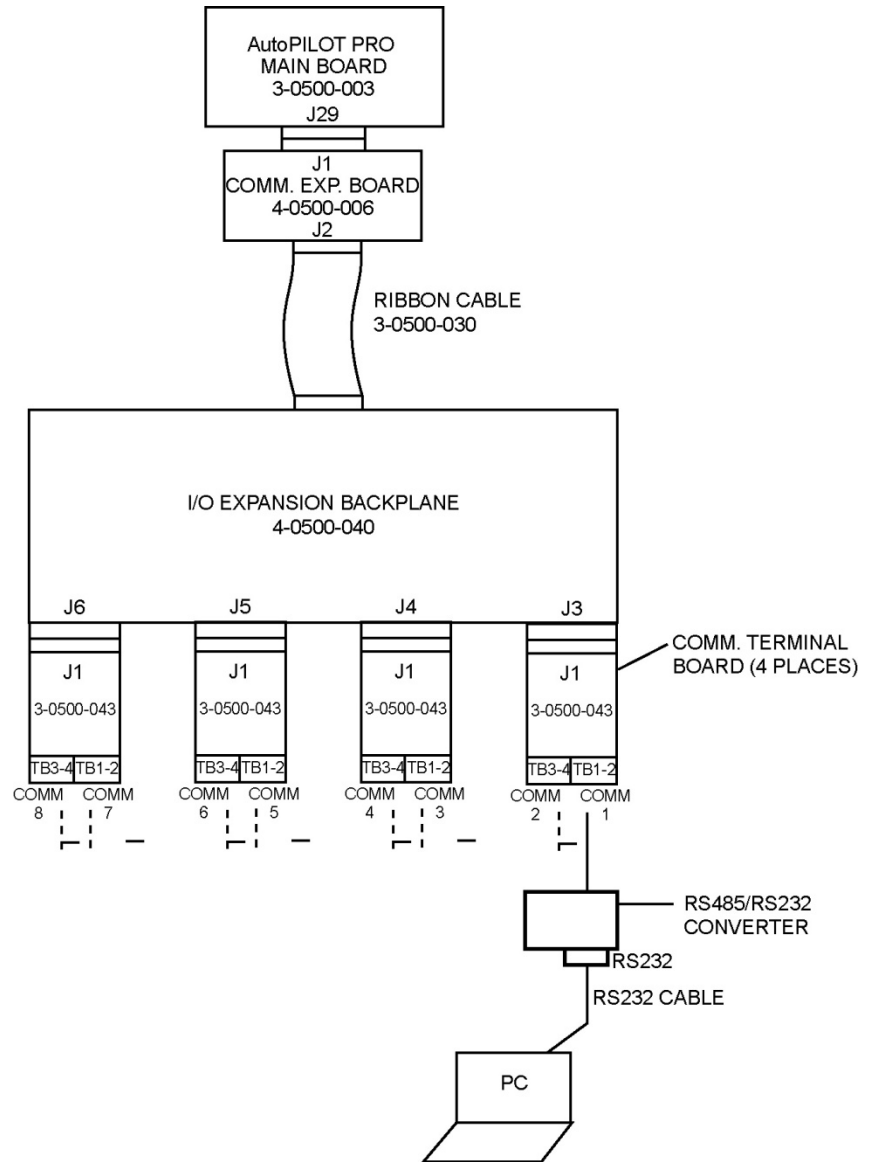 AutoPILOT PRO
MAIN BOARD
3-0500-003
J29
J1
COMM. EXP. BOARD
4-0500-006
J2
RIBBON CABLE
3-0500-030
I/O EXPANSION BACKPLANE
4-0500-040
J6
J5
J4
J3
COMM. TERMINAL
BOARD (4 PLACES)
J1
J1
J1
J1
3-0500-043
3-0500-043
3-0500-043
3-0500-043
TB3-4 TB1-2
TB3-4 TB1-2
TB3-4 TB1-2
TB3-4 TB1-2
COMM COMM
8 7
COMM COMM
6 5
COMM COMM
4 3
COMM COMM
2 1
RS485/RS232
CONVERTER
RS232
RS232 CABLE
PC